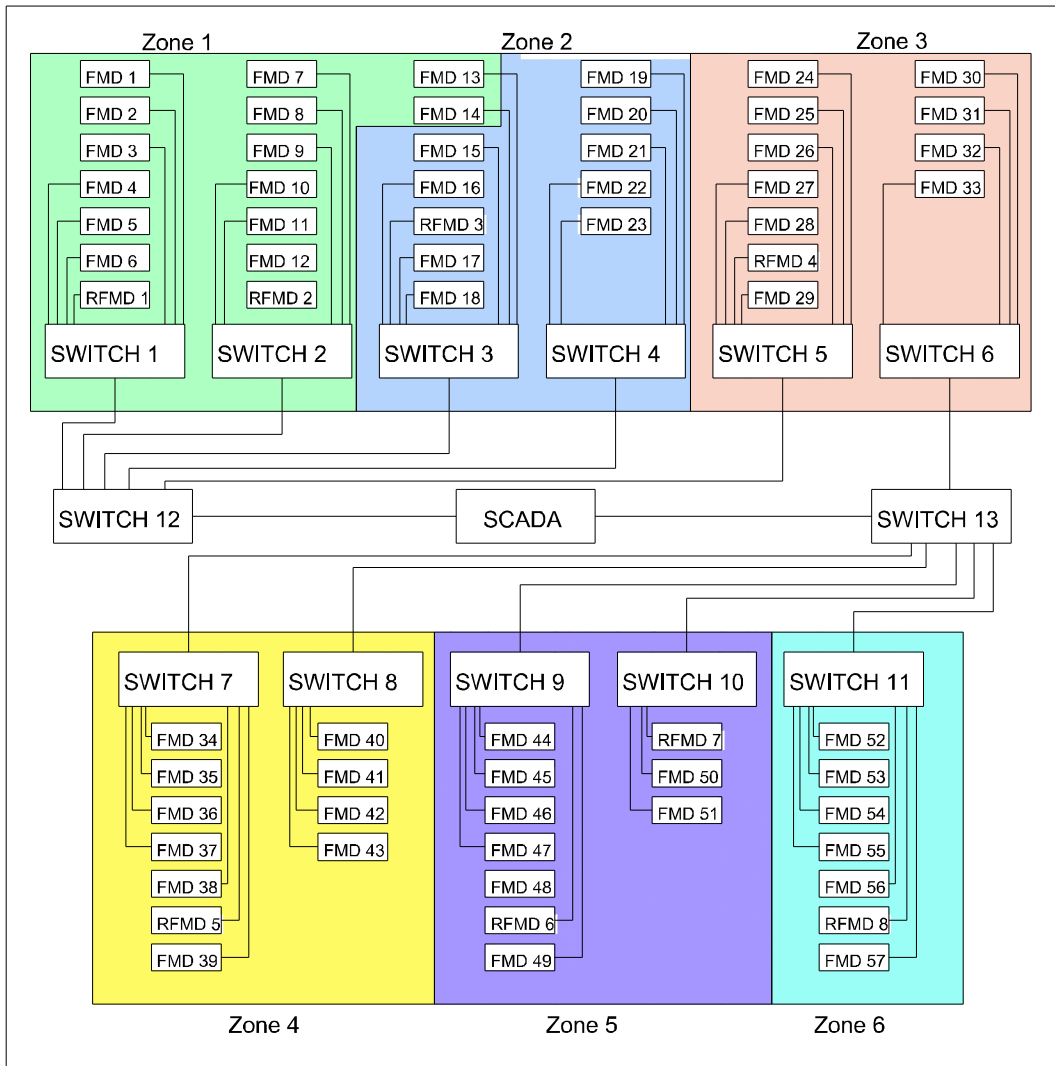 Zone 1
Zone 2
Zone 3
FMD 1
FMD 7
FMD 13
FMD 19
FMD 24
FMD 30
FMD 2
FMD 8
FMD 14
FMD 20
FMD 25
FMD 31
FMD 3
FMD 9
FMD 15
FMD 21
FMD 26
FMD 32
FMD 4
FMD 10
FMD 16
FMD 22
FMD 27
FMD 33
FMD 5
FMD 11
RFMD 3
FMD 23
FMD 28
FMD 6
FMD 12
FMD 17
RFMD 4
RFMD 1
RFMD 2
FMD 18
FMD 29
SWITCH 1
SWITCH 2
SWITCH 3
SWITCH 4
SWITCH 5
SWITCH 6
SWITCH 12
SCADA
SWITCH 13
SWITCH 7
SWITCH 8
SWITCH 9
SWITCH 10
SWITCH 11
FMD 34
FMD 40
FMD 44
RFMD 7
FMD 52
FMD 35
FMD 41
FMD 45
FMD 50
FMD 53
FMD 36
FMD 42
FMD 46
FMD 51
FMD 54
FMD 37
FMD 43
FMD 47
FMD 55
FMD 38
FMD 48
FMD 56
RFMD 5
RFMD 6
RFMD 8
FMD 39
FMD 49
FMD 57
Zone 4
Zone 5
Zone 6